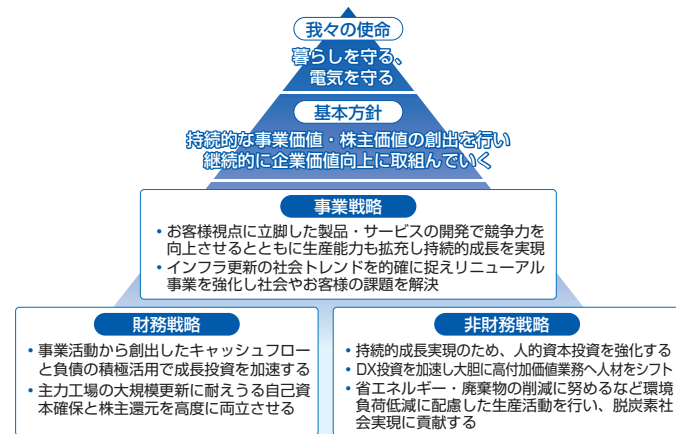 我々の使命
暮らしを守る、
電気を守る
基本方針
持続的な事業価値・株主価値の創出を行い
継続的に企業価値向上に取組んでいく
事業戦略
・お客様視点に立脚した製品・サービスの開発で競争力を
向上させるとともに生産能力も拡充し持続的成長を実現
・インフラ更新の社会トレンドを的確に捉えリニューアル
事業を強化し社会やお客様の課題を解決
財務戦略
・事業活動から創出したキャッシュフロー
と負債の積極活用で成長投資を加速する
・主力工場の大規模更新に耐えうる自己資
本確保と株主還元を高度に両立させる
非財務戦略
・持続的成長実現のため、人的資本投資を強化する
・DX投資を加速し大胆に高付加価値業務へ人材をシフト
・省エネルギー・廃棄物の削減に努めるなど環境
負荷低減に配慮した生産活動を行い、脱炭素社
会実現に貢献する